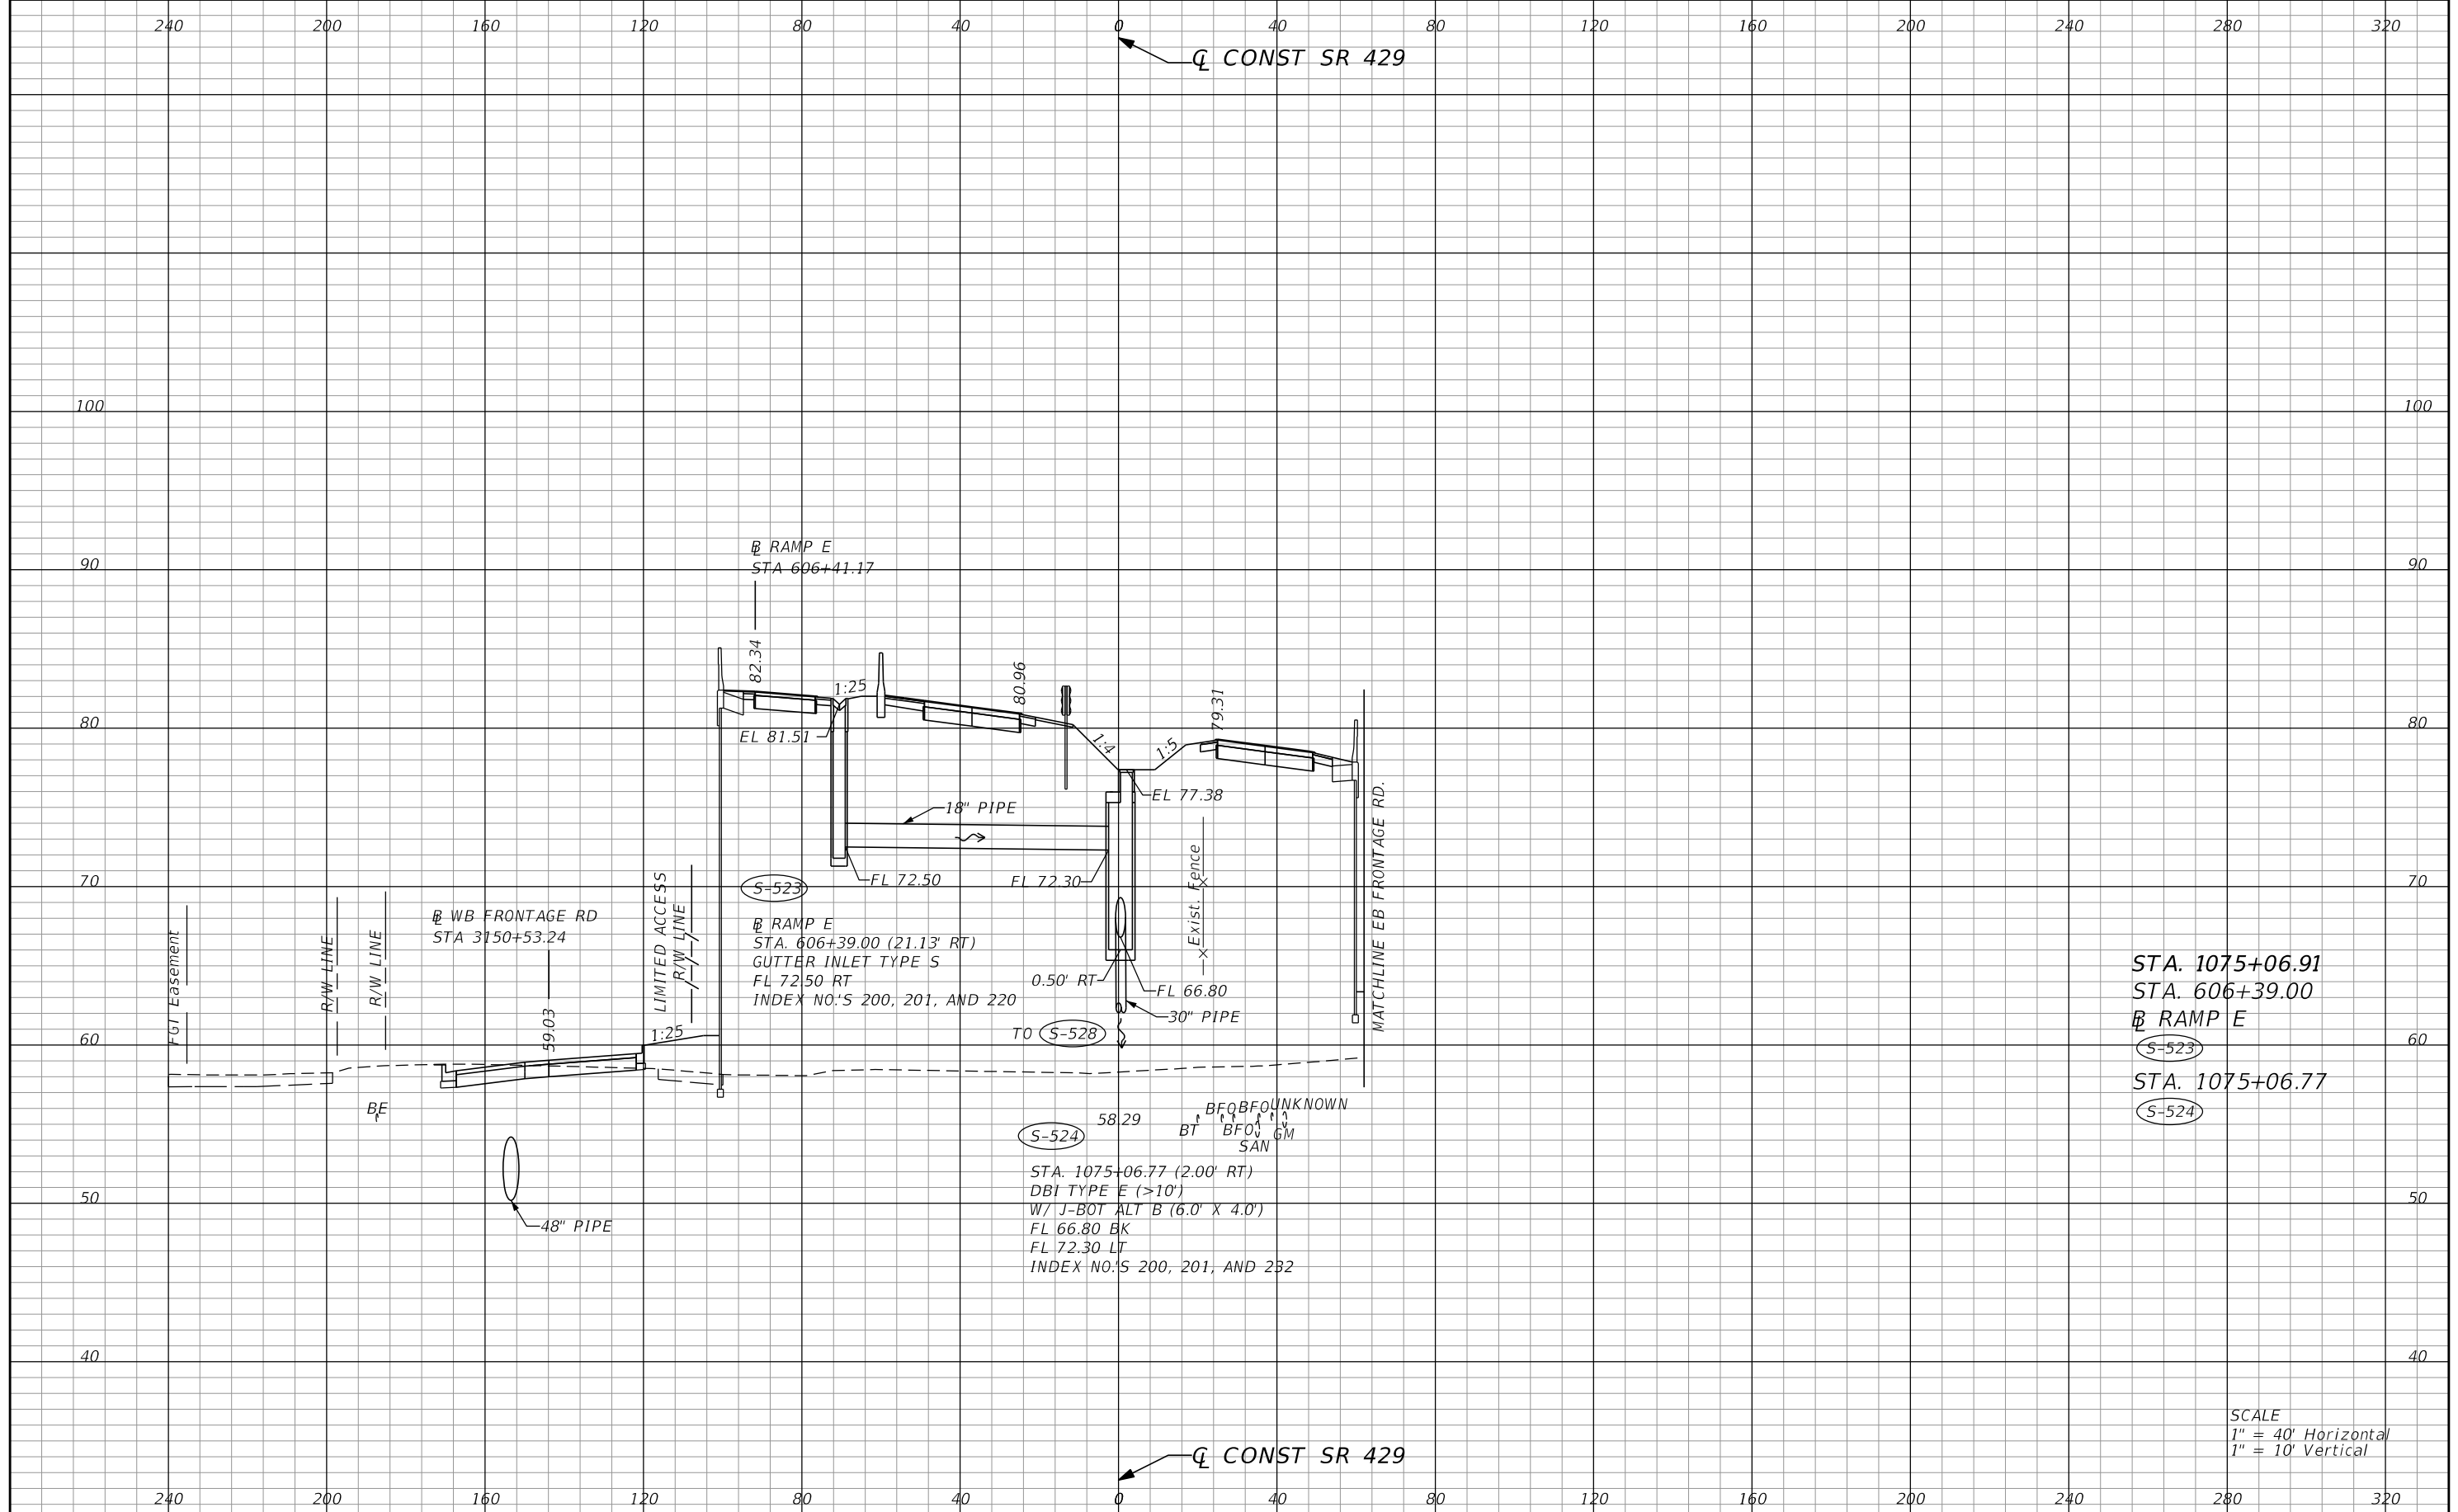 240 200 160 120 80 40 0 40 80 120 160 200 240 280 320
℄ CONST SR 429
100 100
90 90
80 80
70 70
60 60
50 50
40 40
B̲L RAMP E
STA 606+41.17
82.34
1:25
80.96
79.31
EL 81.51
1:4
1:5
EL 77.38
18" PIPE
FL 72.50
FL 72.30
S-523
BL RAMP E
STA. 606+39.00 (21.13' RT)
GUTTER INLET TYPE S
FL 72.50 RT
INDEX NO.'S 200, 201, AND 220
0.50' RT
FL 66.80
30" PIPE
TO S-528
Exist. Fence
MATCHLINE EB FRONTAGE RD.
LIMITED ACCESS
R/W LINE
BL WB FRONTAGE RD
STA 3150+53.24
59.03
1:25
FGT Easement
R/W LINE
R/W LINE
BE
48" PIPE
58.29
BT
BFO
BFO
UNKNOWN
BFO
GM
SAN
S-524
STA. 1075+06.77 (2.00' RT)
DBI TYPE E (>10')
W/ J-BOT ALT B (6.0' X 4.0')
FL 66.80 BK
FL 72.30 LT
INDEX NO.'S 200, 201, AND 232
STA. 1075+06.91
STA. 606+39.00
BL RAMP E
S-523
STA. 1075+06.77
S-524
SCALE
1" = 40' Horizontal
1" = 10' Vertical
℄ CONST SR 429
240 200 160 120 80 40 0 40 80 120 160 200 240 280 320